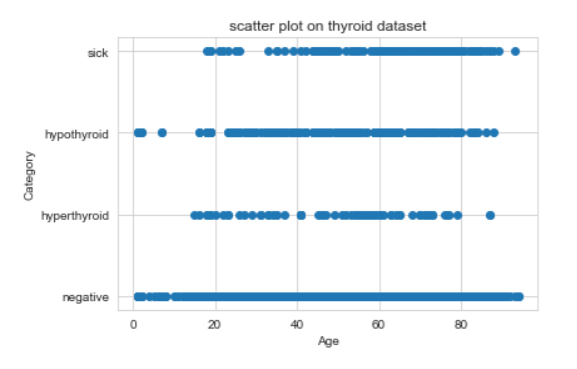 scatter plot on thyroid dataset
sick
hypothyroid
hyperthyroid
negative
Category
0 20 40 60 80
Age